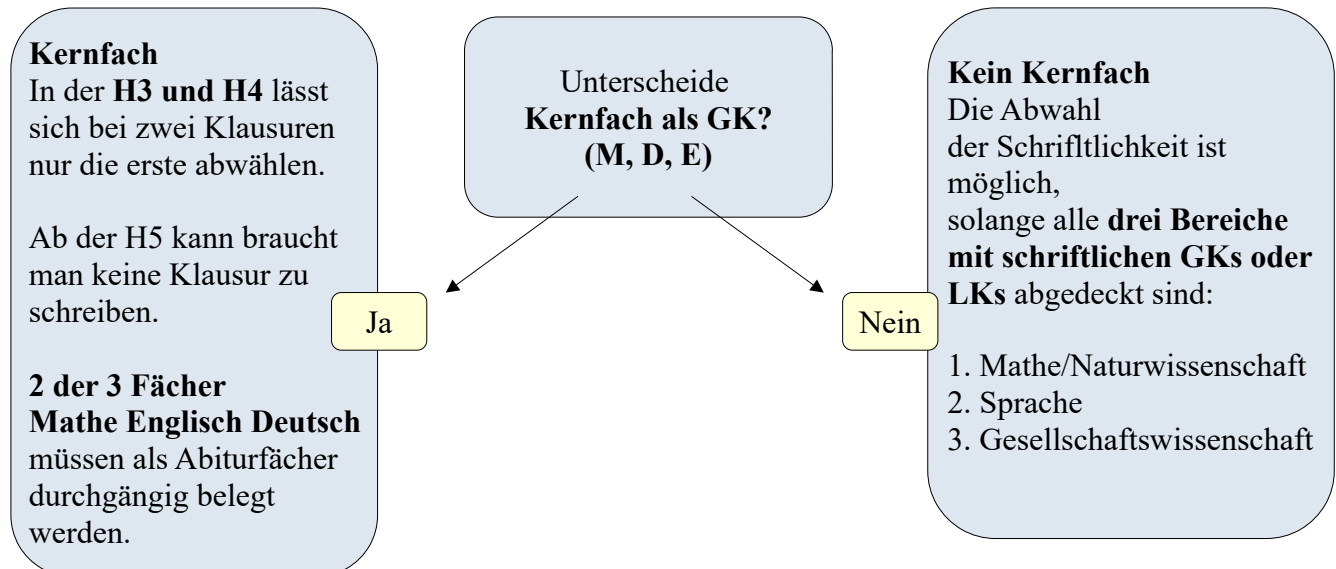 Kernfach
In der H3 und H4 lässt
sich bei zwei Klausuren
nur die erste abwählen.
Ab der H5 kann braucht
man keine Klausur zu
schreiben.
2 der 3 Fächer
Mathe Englisch Deutsch
müssen als Abiturfächer
durchgängig belegt
werden.
Unterscheide
Kernfach als GK?
(M, D, E)
Ja
Nein
Kein Kernfach
Die Abwahl
der Schrifltlichkeit ist
möglich,
solange alle drei Bereiche
mit schriftlichen GKs oder
LKs abgedeckt sind:
1. Mathe/Naturwissenschaft
2. Sprache
3. Gesellschaftswissenschaft